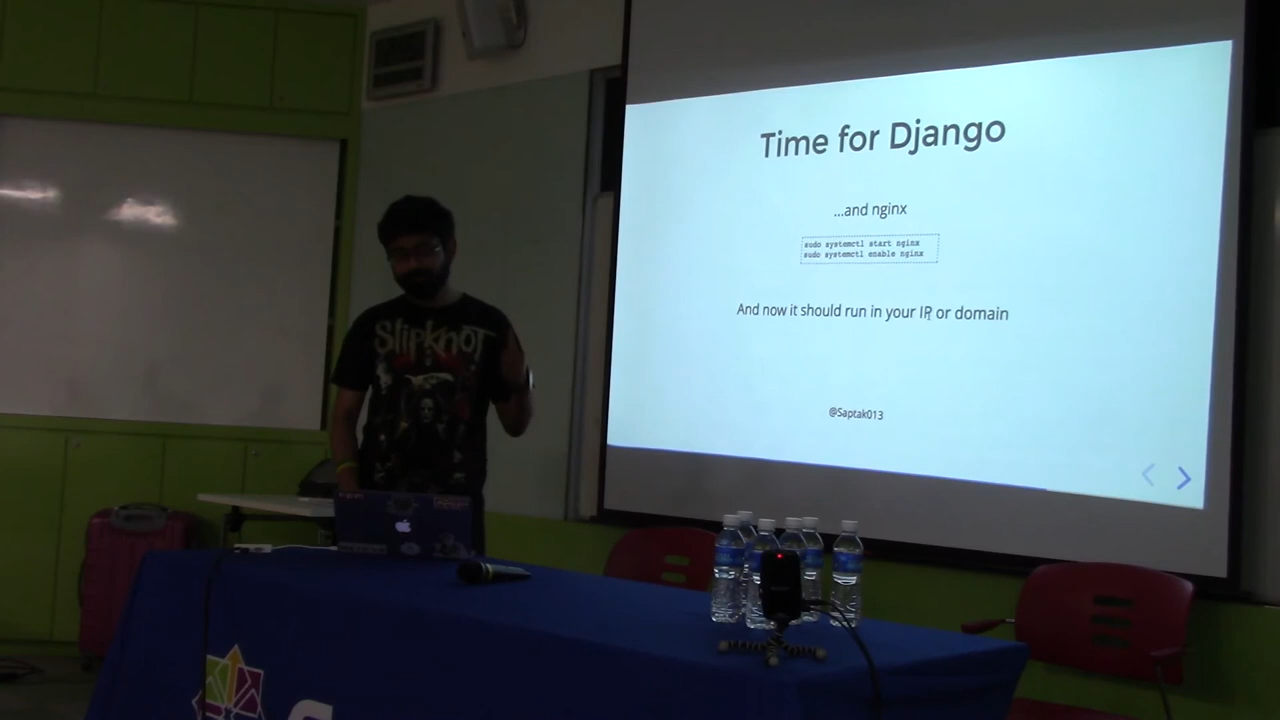 Time for Django
...and nginx
sudo systemctl start nginx
sudo systemctl enable nginx
And now it should run in your IP or domain
@Saptak013
SLIPKNOT